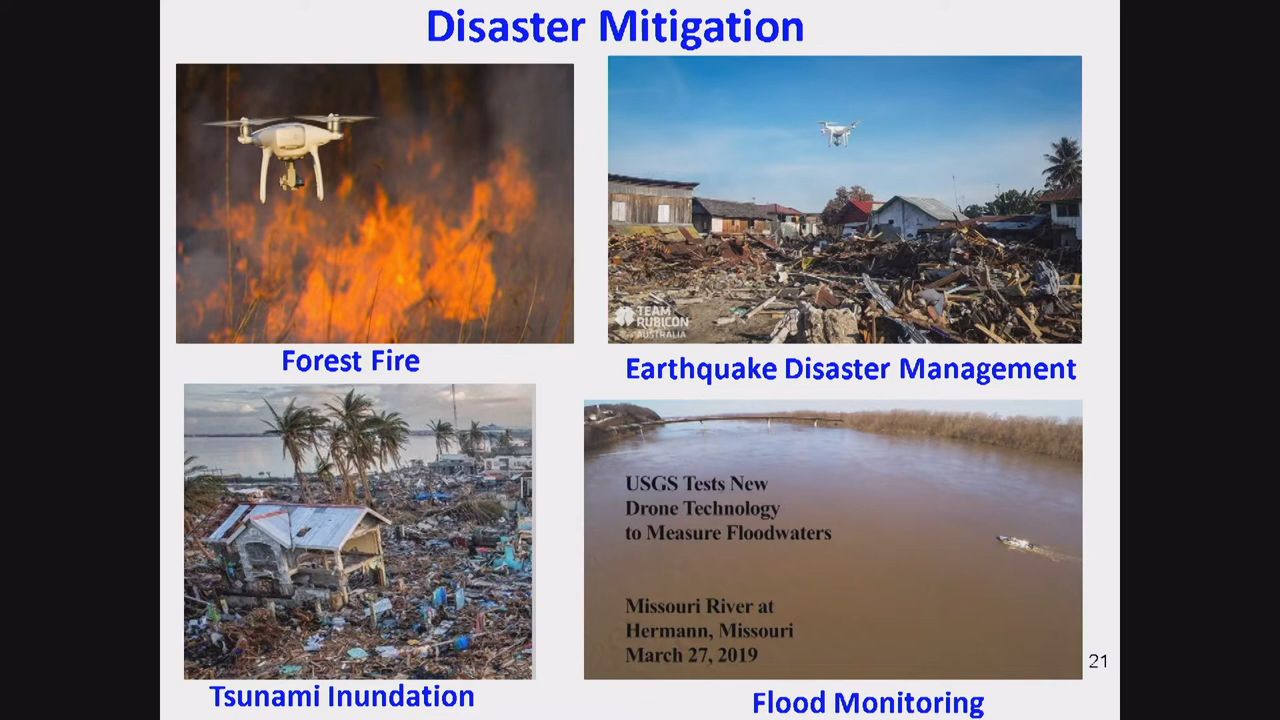 Disaster Mitigation
TEAM
RUBICON
AUSTRALIA
Forest Fire
Earthquake Disaster Management
USGS Tests New
Drone Technology
to Measure Floodwaters
Missouri River at
Hermann, Missouri
March 27, 2019
21
Tsunami Inundation
Flood Monitoring